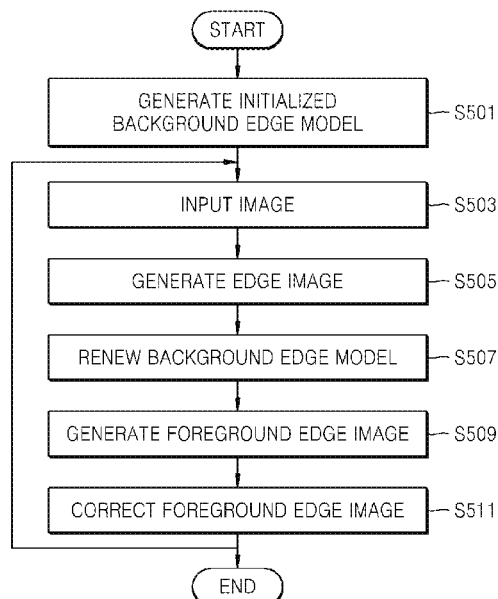 START
GENERATE INITIALIZED
BACKGROUND EDGE MODEL
S501
INPUT IMAGE
S503
GENERATE EDGE IMAGE
S505
RENEW BACKGROUND EDGE MODEL
S507
GENERATE FOREGROUND EDGE IMAGE
S509
CORRECT FOREGROUND EDGE IMAGE
S511
END